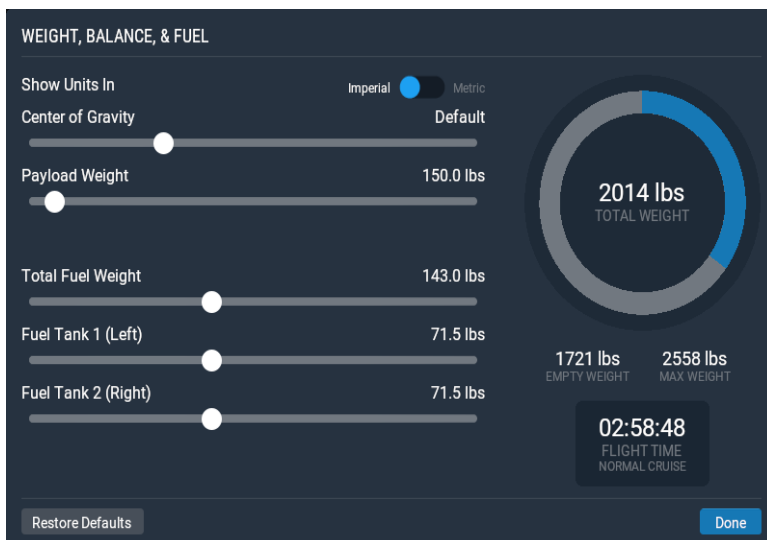 WEIGHT, BALANCE, & FUEL
Show Units In
Imperial Metric
Center of Gravity Default
Payload Weight 150.0 lbs
Total Fuel Weight 143.0 lbs
Fuel Tank 1 (Left) 71.5 lbs
Fuel Tank 2 (Right) 71.5 lbs
2014 lbs
TOTAL WEIGHT
1721 lbs 2558 lbs
EMPTY WEIGHT MAX WEIGHT
02:58:48
FLIGHT TIME
NORMAL CRUISE
Restore Defaults Done